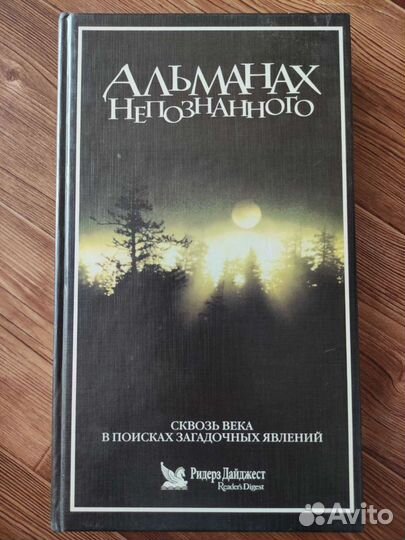 АЛЬМАНАХ
НЕПОЗНАННОГО
СКВОЗЬ ВЕКА
В ПОИСКАХ ЗАГАДОЧНЫХ ЯВЛЕНИЙ
Ридерз Дайджест
Reader's Digest
Avito